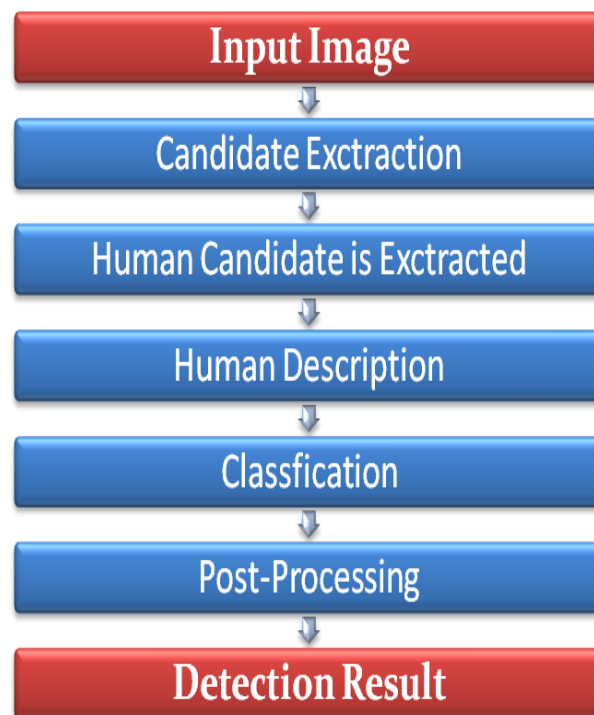 Input Image
Candidate Exctraction
Human Candidate is Exctracted
Human Description
Classfication
Post-Processing
Detection Result